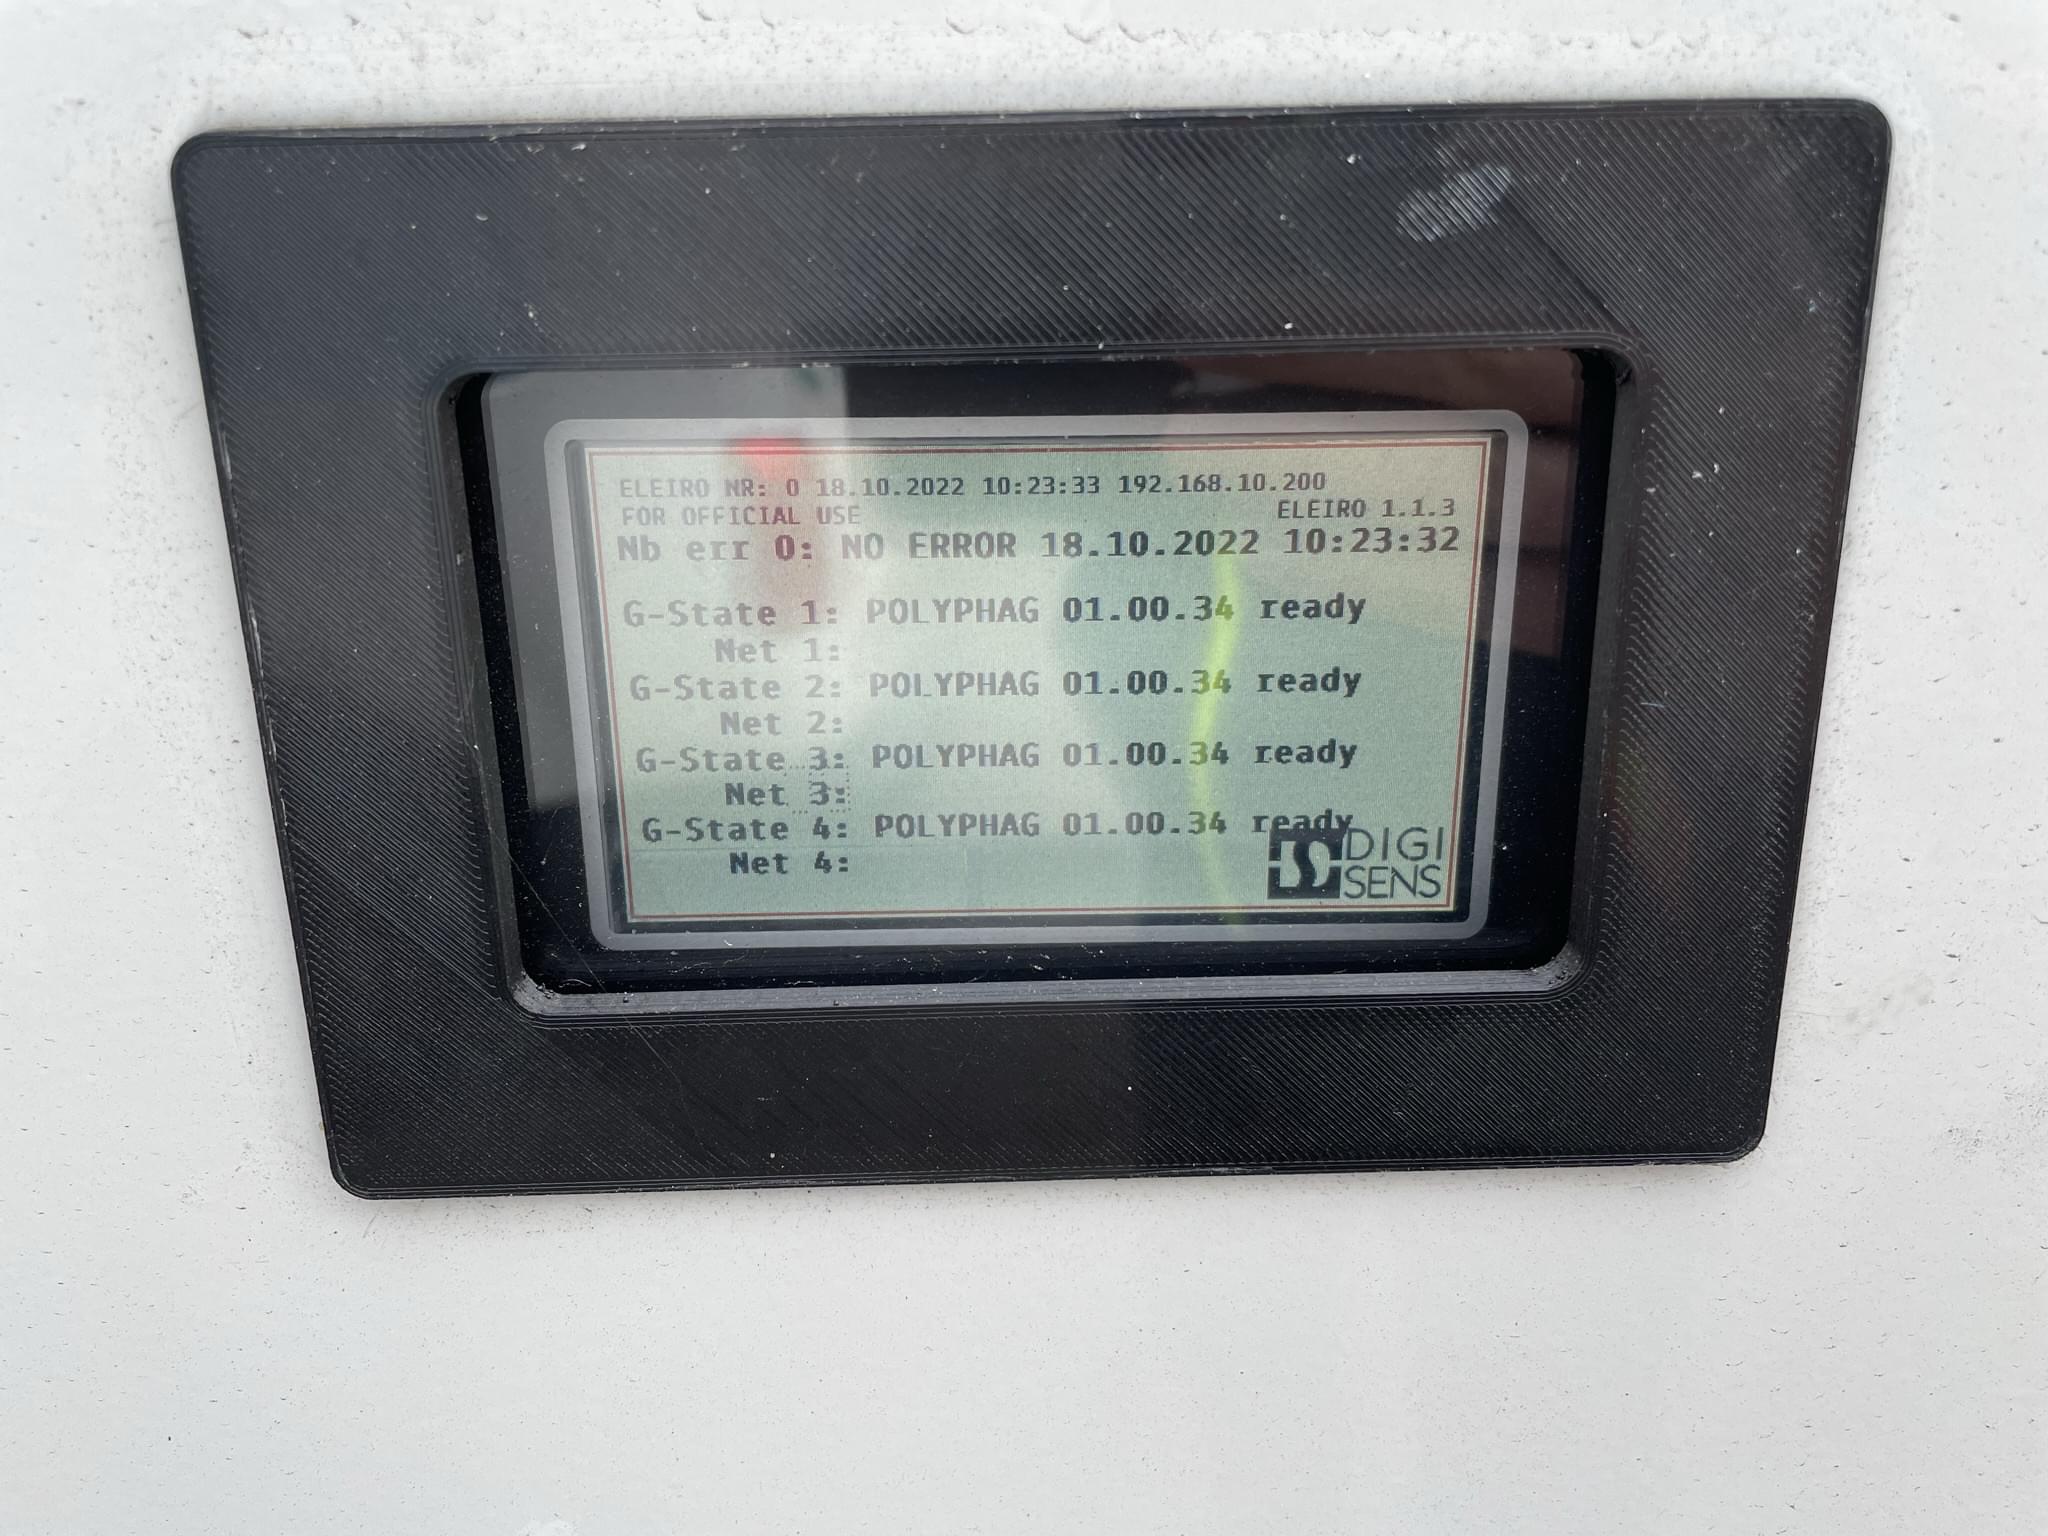 ELEIRO NR: 0 18.10.2022 10:23:33 192.168.10.200
FOR OFFICIAL USE ELEIRO 1.1.3
Nb err 0: NO ERROR 18.10.2022 10:23:32
G-State 1: POLYPHAG 01.00.34 ready
Net 1:
G-State 2: POLYPHAG 01.00.34 ready
Net 2:
G-State 3: POLYPHAG 01.00.34 ready
Net 3:
G-State 4: POLYPHAG 01.00.34 ready
Net 4:
DIGI
SENS